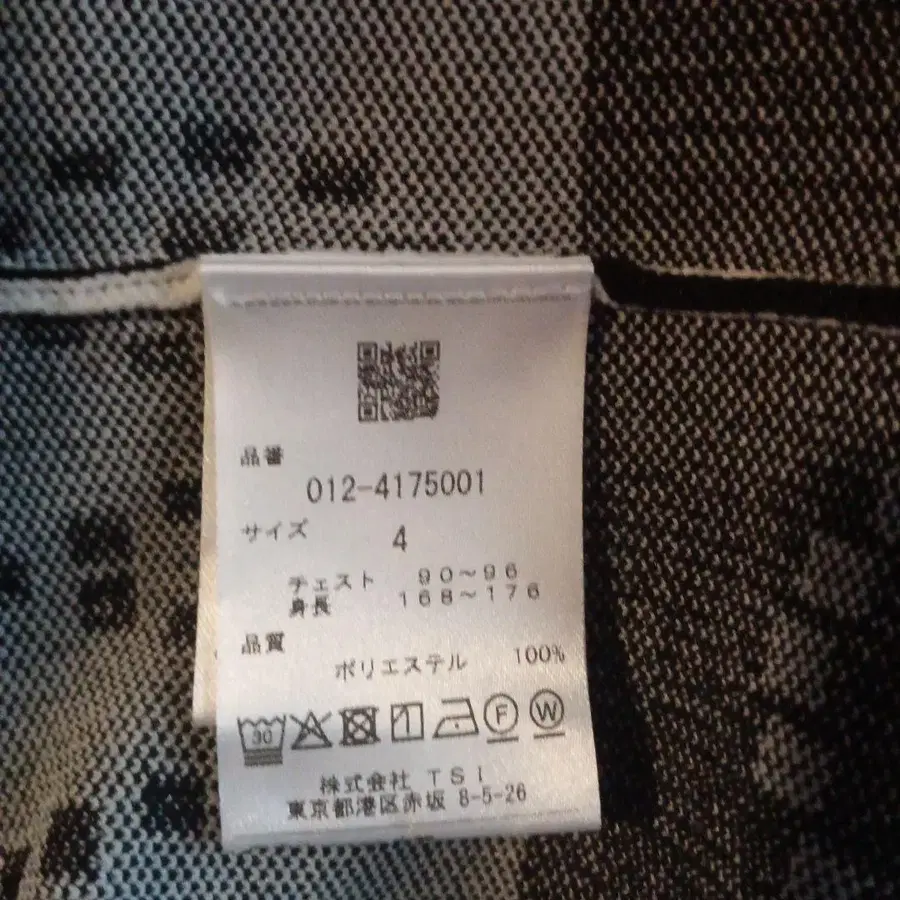 品番
012-4175001
サイズ
4
チェスト 90～96
身長 168～176
品質
ポリエステル 100%
30
F W
株式会社 TSI
東京都港区赤坂 8-5-26